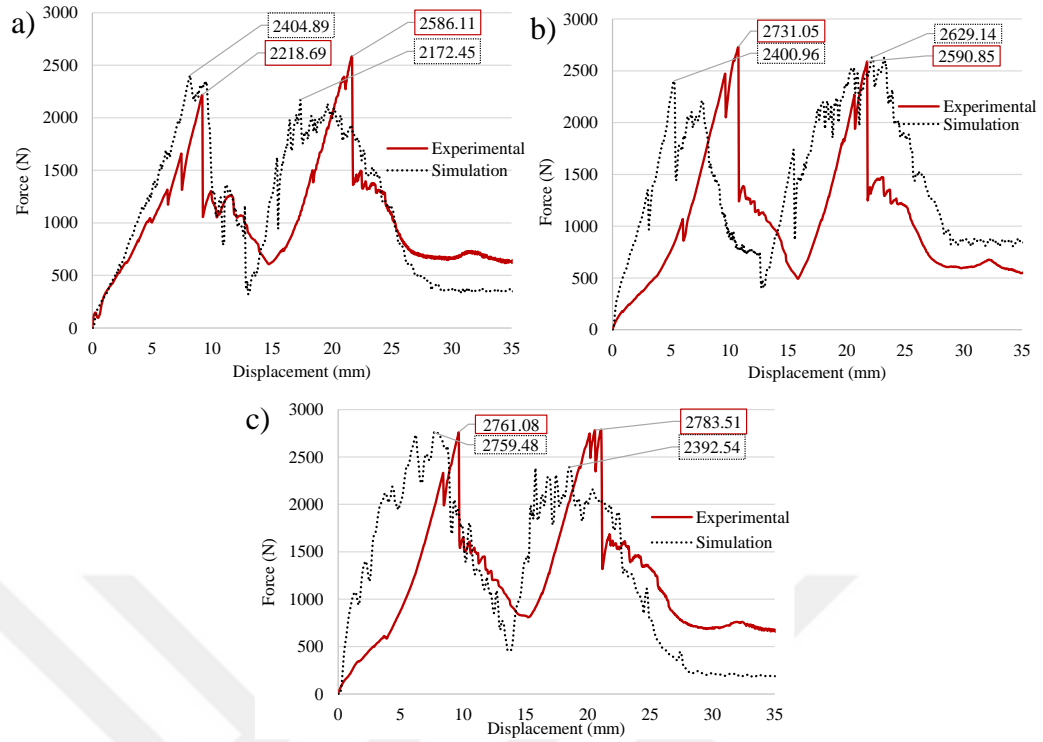 a)
3000
2500
2000
1500
1000
500
0
Force (N)
2404.89
2218.69
2586.11
2172.45
Experimental
Simulation
0 5 10 15 20 25 30 35
Displacement (mm)
b)
3000
2500
2000
1500
1000
500
0
Force (N)
2731.05
2400.96
2629.14
2590.85
Experimental
Simulation
0 5 10 15 20 25 30 35
Displacement (mm)
c)
3000
2500
2000
1500
1000
500
0
Force (N)
2761.08
2759.48
2783.51
2392.54
Experimental
Simulation
0 5 10 15 20 25 30 35
Displacement (mm)